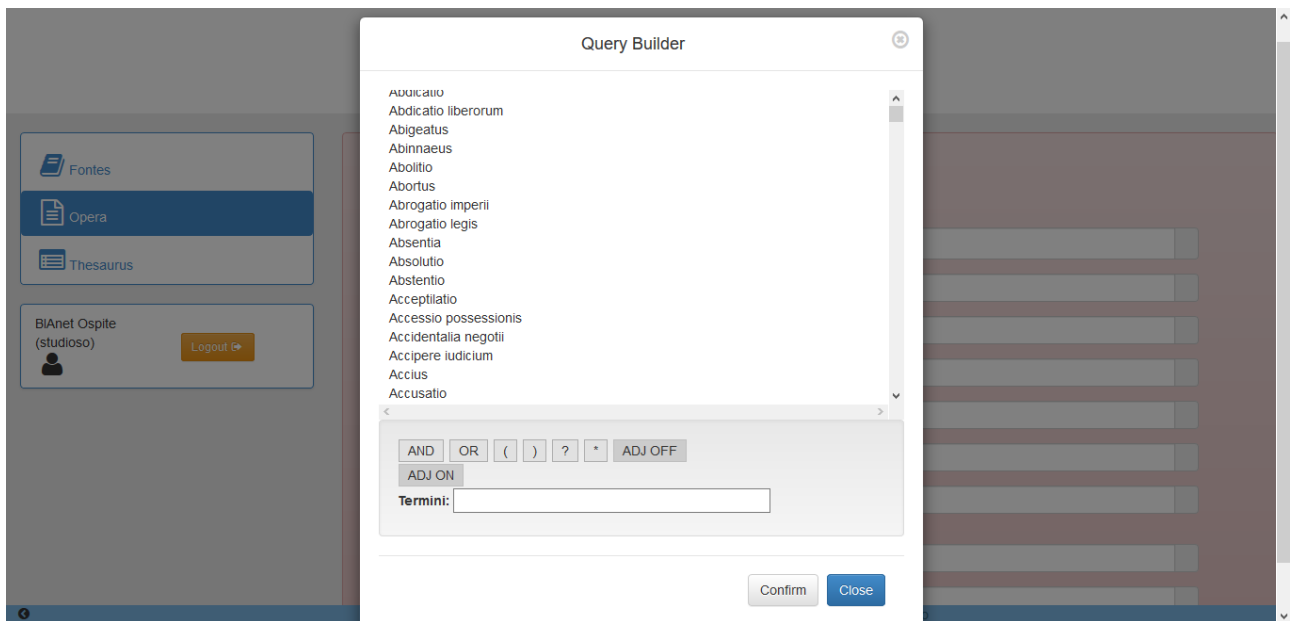 Query Builder
Abdicatio
Abdicatio liberorum
Abigeatus
Abinnaeus
Abolitio
Abortus
Abrogatio imperii
Abrogatio legis
Absentia
Absolutio
Abstentio
Acceptilatio
Accessio possessionis
Accidentalia negotii
Accipere iudicium
Accius
Accusatio
AND OR ( ) ? * ADJ OFF
ADJ ON
Termini:
Confirm Close
Fontes
Opera
Thesaurus
BIAnet Ospite
(studioso)
Logout